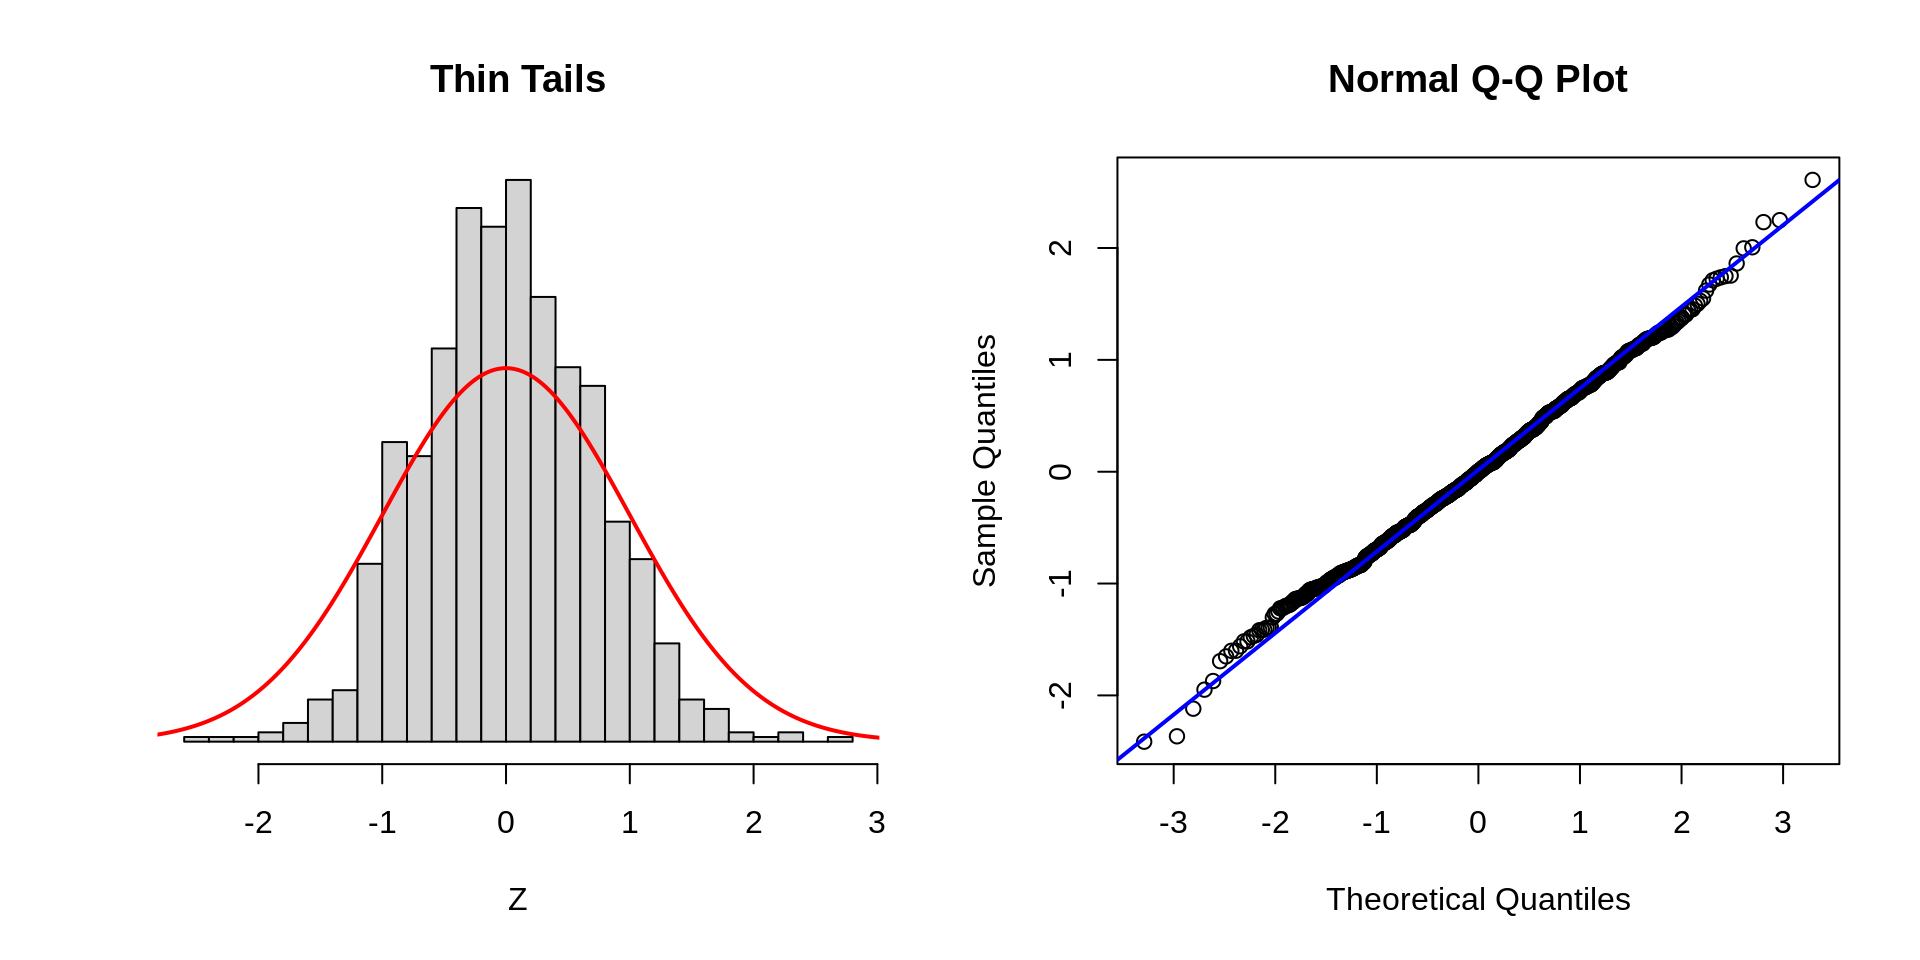 Thin Tails
-2 -1 0 1 2 3
Z
Normal Q-Q Plot
Sample Quantiles
2
1
0
-1
-2
-3 -2 -1 0 1 2 3
Theoretical Quantiles